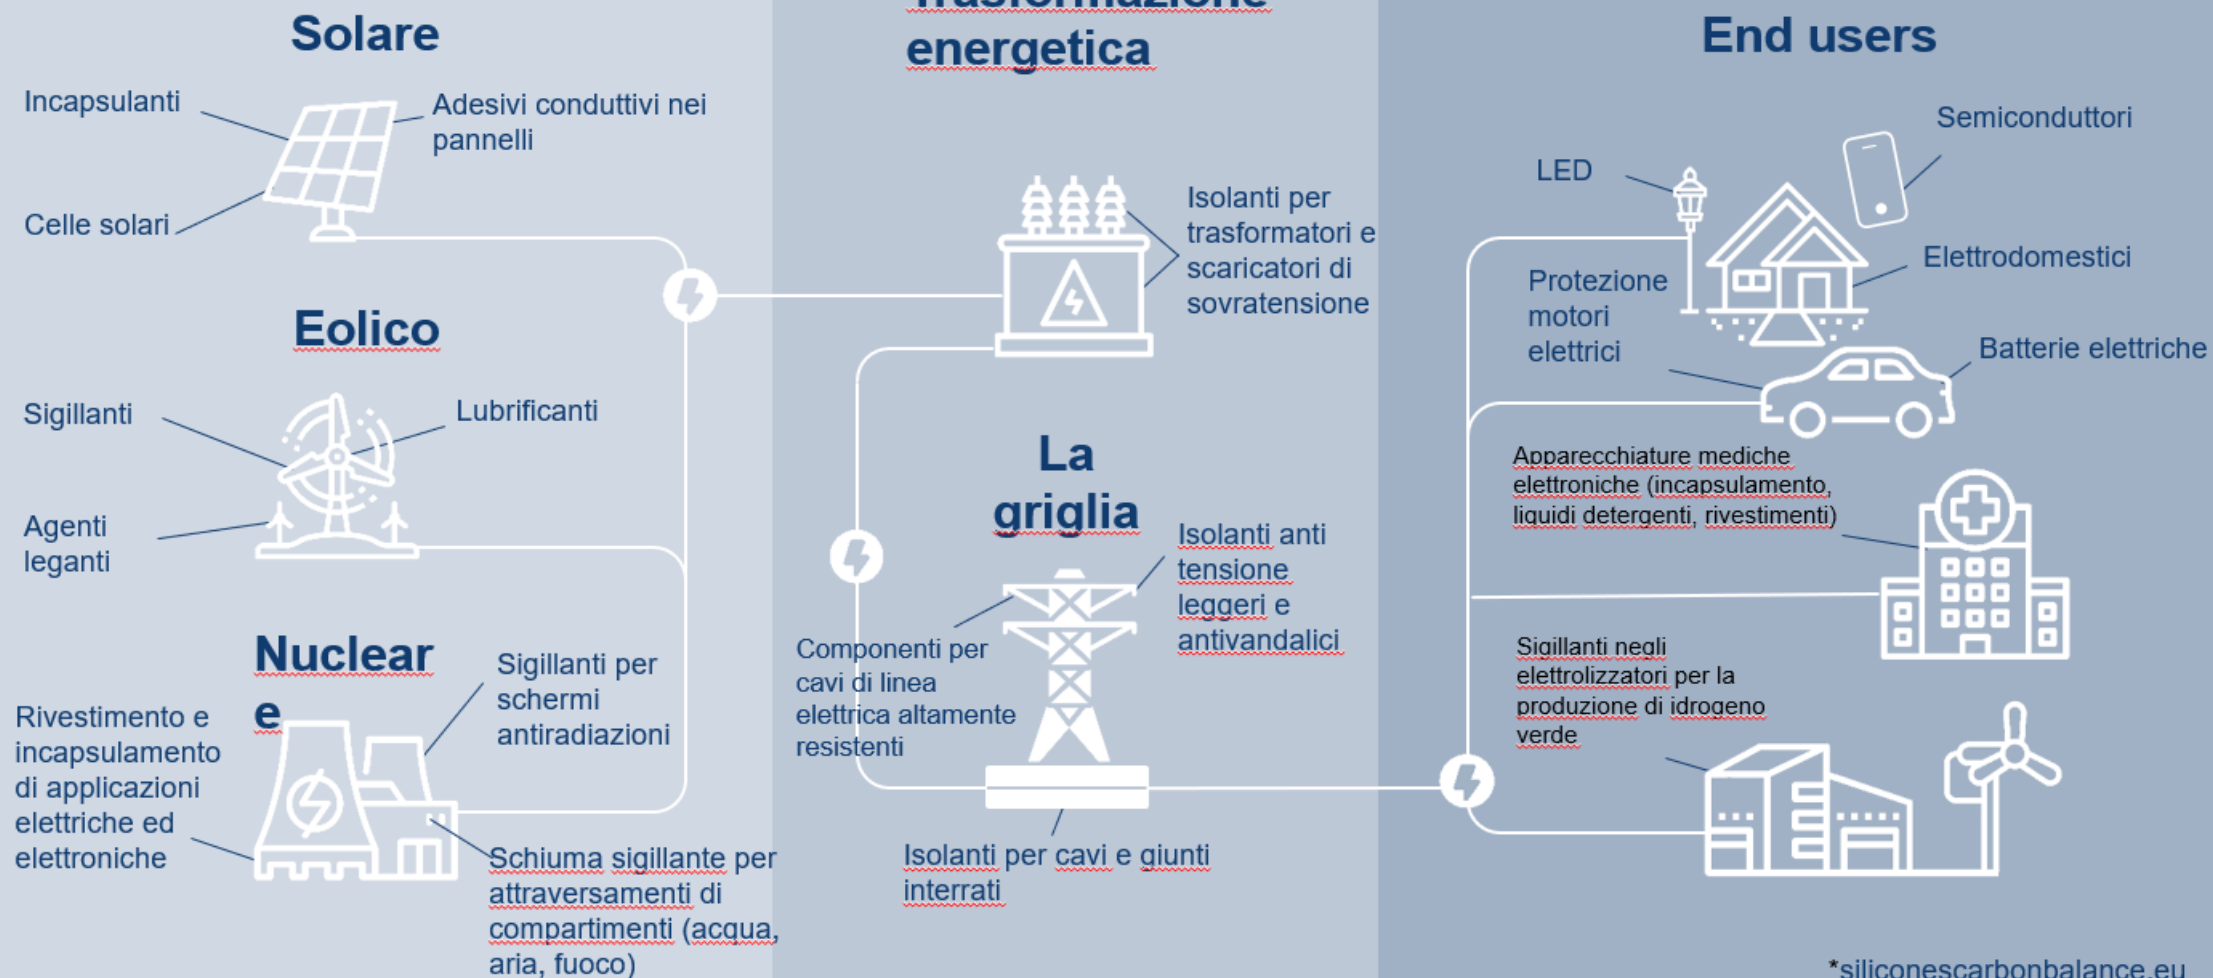 Solare
Incapsulanti
Adesivi conduttivi nei
pannelli
Celle solari
Eolico
Sigillanti
Lubrificanti
Agenti
leganti
Nuclear
e
Sigillanti per
schermi
antiradiazioni
Rivestimento e
incapsulamento
di applicazioni
elettriche ed
elettroniche
Schiuma sigillante per
attraversamenti di
compartimenti (acqua,
aria, fuoco)
Trasformazione
energetica
Isolanti per
trasformatori e
scaricatori di
sovratensione
La
griglia
Isolanti anti
tensione
leggeri e
antivandalici
Componenti per
cavi di linea
elettrica altamente
resistenti
Isolanti per cavi e giunti
interrati
End users
Semiconduttori
LED
Elettrodomestici
Protezione
motori
elettrici
Batterie elettriche
Apparecchiature mediche
elettroniche (incapsulamento,
liquidi detergenti, rivestimenti)
Sigillanti negli
elettrolizzatori per la
produzione di idrogeno
verde
*siliconescarbonbalance.eu